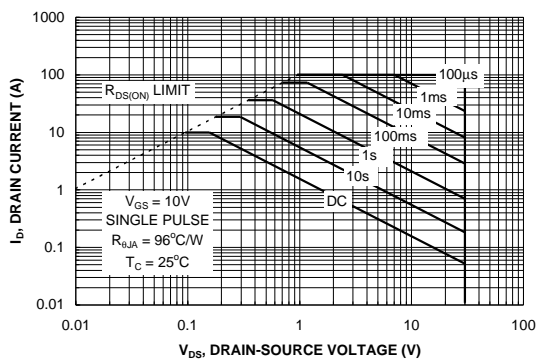 1000
100
10
1
0.1
0.01
I_D, DRAIN CURRENT (A)
R_DS(ON) LIMIT
100µs
1ms
10ms
100ms
1s
10s
DC
V_GS = 10V
SINGLE PULSE
R_θJA = 96°C/W
T_C = 25°C
0.01 0.10 1 10 100
V_DS, DRAIN-SOURCE VOLTAGE (V)